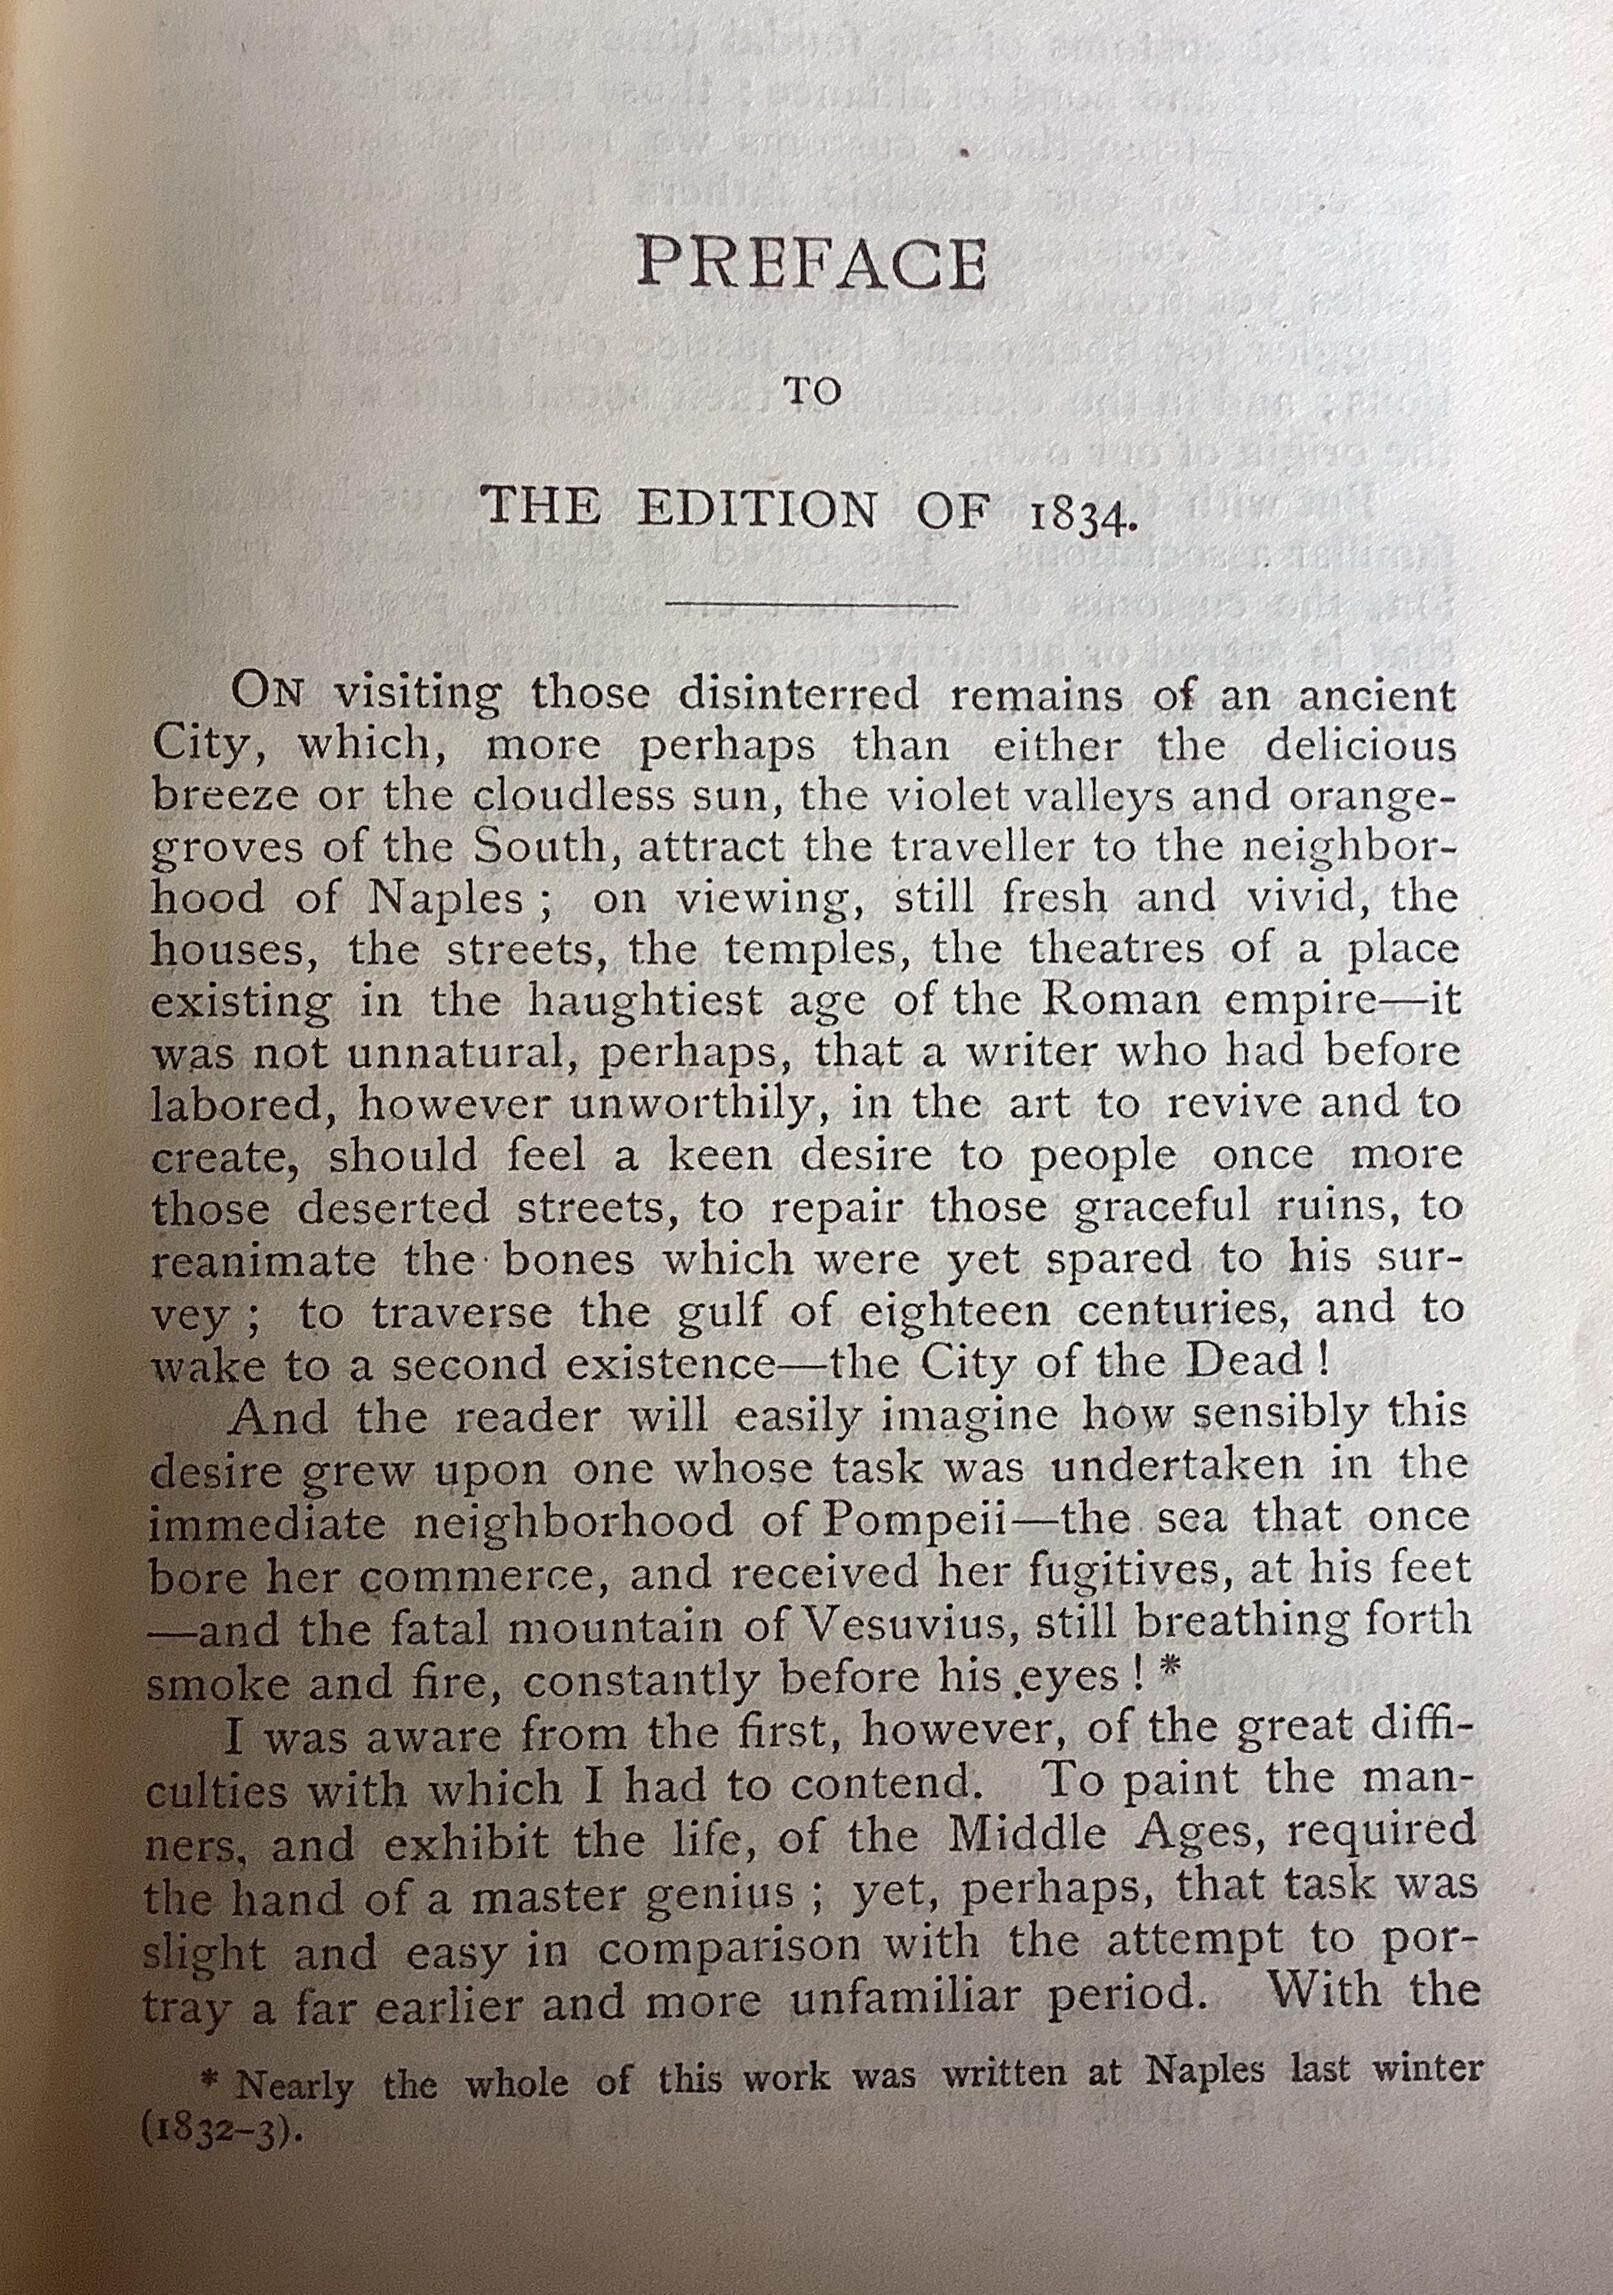 PREFACE
TO
THE EDITION OF 1834.
ON visiting those disinterred remains of an ancient
City, which, more perhaps than either the delicious
breeze or the cloudless sun, the violet valleys and orange-
groves of the South, attract the traveller to the neighbor-
hood of Naples ; on viewing, still fresh and vivid, the
houses, the streets, the temples, the theatres of a place
existing in the haughtiest age of the Roman empire—it
was not unnatural, perhaps, that a writer who had before
labored, however unworthily, in the art to revive and to
create, should feel a keen desire to people once more
those deserted streets, to repair those graceful ruins, to
reanimate the bones which were yet spared to his sur-
vey ; to traverse the gulf of eighteen centuries, and to
wake to a second existence—the City of the Dead !
And the reader will easily imagine how sensibly this
desire grew upon one whose task was undertaken in the
immediate neighborhood of Pompeii—the sea that once
bore her commerce, and received her fugitives, at his feet
—and the fatal mountain of Vesuvius, still breathing forth
smoke and fire, constantly before his eyes ! *
I was aware from the first, however, of the great diffi-
culties with which I had to contend. To paint the man-
ners, and exhibit the life, of the Middle Ages, required
the hand of a master genius ; yet, perhaps, that task was
slight and easy in comparison with the attempt to por-
tray a far earlier and more unfamiliar period. With the
* Nearly the whole of this work was written at Naples last winter
(1832-3).